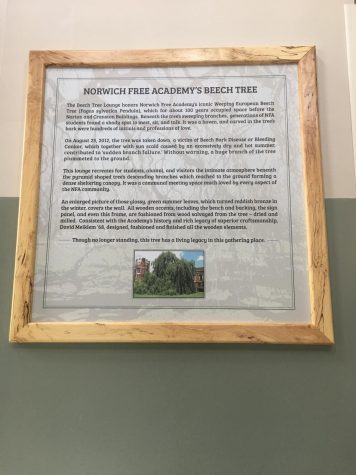 NORWICH FREE ACADEMY'S BEECH TREE
The Beech Tree Lounge honors Norwich Free Academy's iconic Weeping European Beech
Tree (Fagus sylvatica Pendula), which for about 100 years occupied space before the
Norton and Cranston Buildings. Beneath the tree's sweeping branches, generations of NFA
students found a shady spot to meet, sit, and talk. It was a haven, and carved in the tree's
bark were hundreds of initials and professions of love.
On August 23, 2012, the tree was taken down, a victim of Beech Bark Disease or Bleeding
Canker, which together with sun scald caused by an excessively dry and hot summer,
contributed to 'sudden branch failure.' Without warning, a huge branch of the tree
plummeted to the ground.
This lounge recreates for students, alumni, and visitors the intimate atmosphere beneath
the pyramid shaped tree's descending branches which reached to the ground forming a
dense sheltering canopy. It was a communal meeting space much loved by every aspect of
the NFA community.
An enlarged picture of those glossy, green summer leaves, which turned reddish bronze in
the winter, covers the wall. All wooden accents, including the bench and backing, the sign
panel, and even this frame, are fashioned from wood salvaged from the tree - dried and
milled. Consistent with the Academy's history and rich legacy of superior craftsmanship,
David Meiklem '68, designed, fashioned and finished all the wooden elements.
Though no longer standing, this tree has a living legacy in this gathering place.